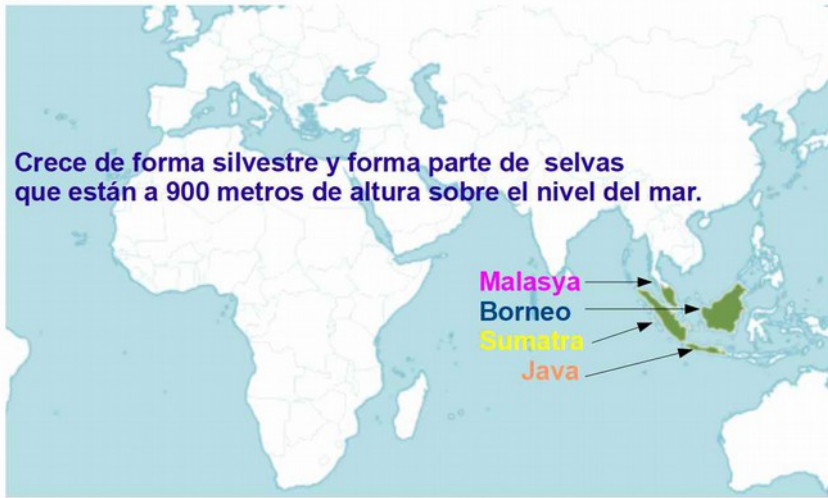 Crece de forma silvestre y forma parte de selvas
que están a 900 metros de altura sobre el nivel del mar.
Malasya
Borneo
Sumatra
Java